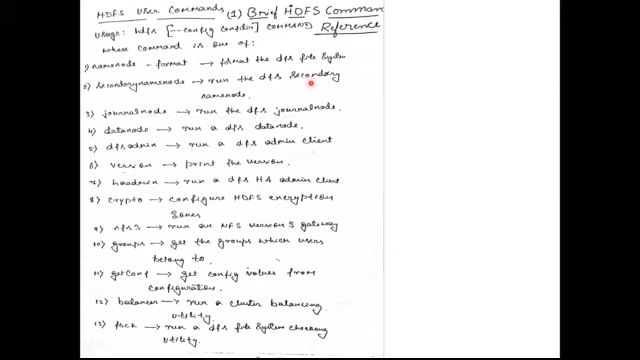 HDFS User Commands (1) Brief HDFS Command Reference
Usage: hdfs [--config confdir] COMMAND
where command is one of:
1) namenode - format → format the dfs file system
2) secondarynamenode → run the dfs secondary
namenode.
3) journalnode → run the dfs journalnode.
4) datanode → run a dfs datanode.
5) dfsadmin → run a dfs admin client
6) version → print the version.
7) haadmin → run a dfs HA admin client
8) crypto → configure HDFS encryption
zones
9) nfs3 → run an NFS version 3 gateway
10) groups → get the groups which users
belong to.
11) getConf → get config values from
configuration.
12) balancer → run a cluster balancing
utility.
13) fsck → run a dfs file system checking
utility.